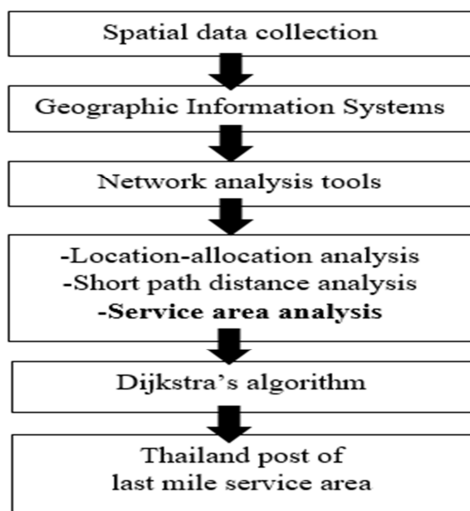 Spatial data collection
Geographic Information Systems
Network analysis tools
-Location-allocation analysis
-Short path distance analysis
-Service area analysis
Dijkstra's algorithm
Thailand post of
last mile service area